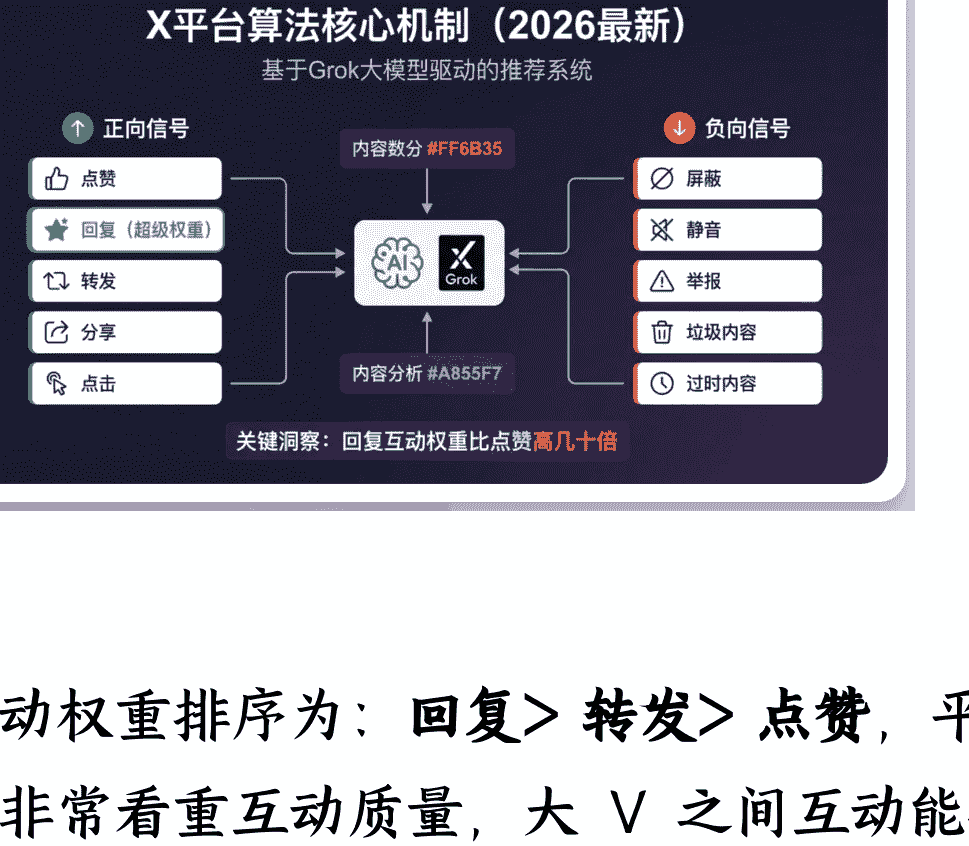 X平台算法核心机制（2026最新）
基于Grok大模型驱动的推荐系统
正向信号
点赞
回复（超级权重）
转发
分享
点击
内容数分 #FF6B35
AI
Grok
内容分析 #A855F7
负向信号
屏蔽
静音
举报
垃圾内容
过时内容
关键洞察：回复互动权重比点赞高几十倍
动权重排序为：回复> 转发> 点赞，平
非常看重互动质量，大 V 之间互动能